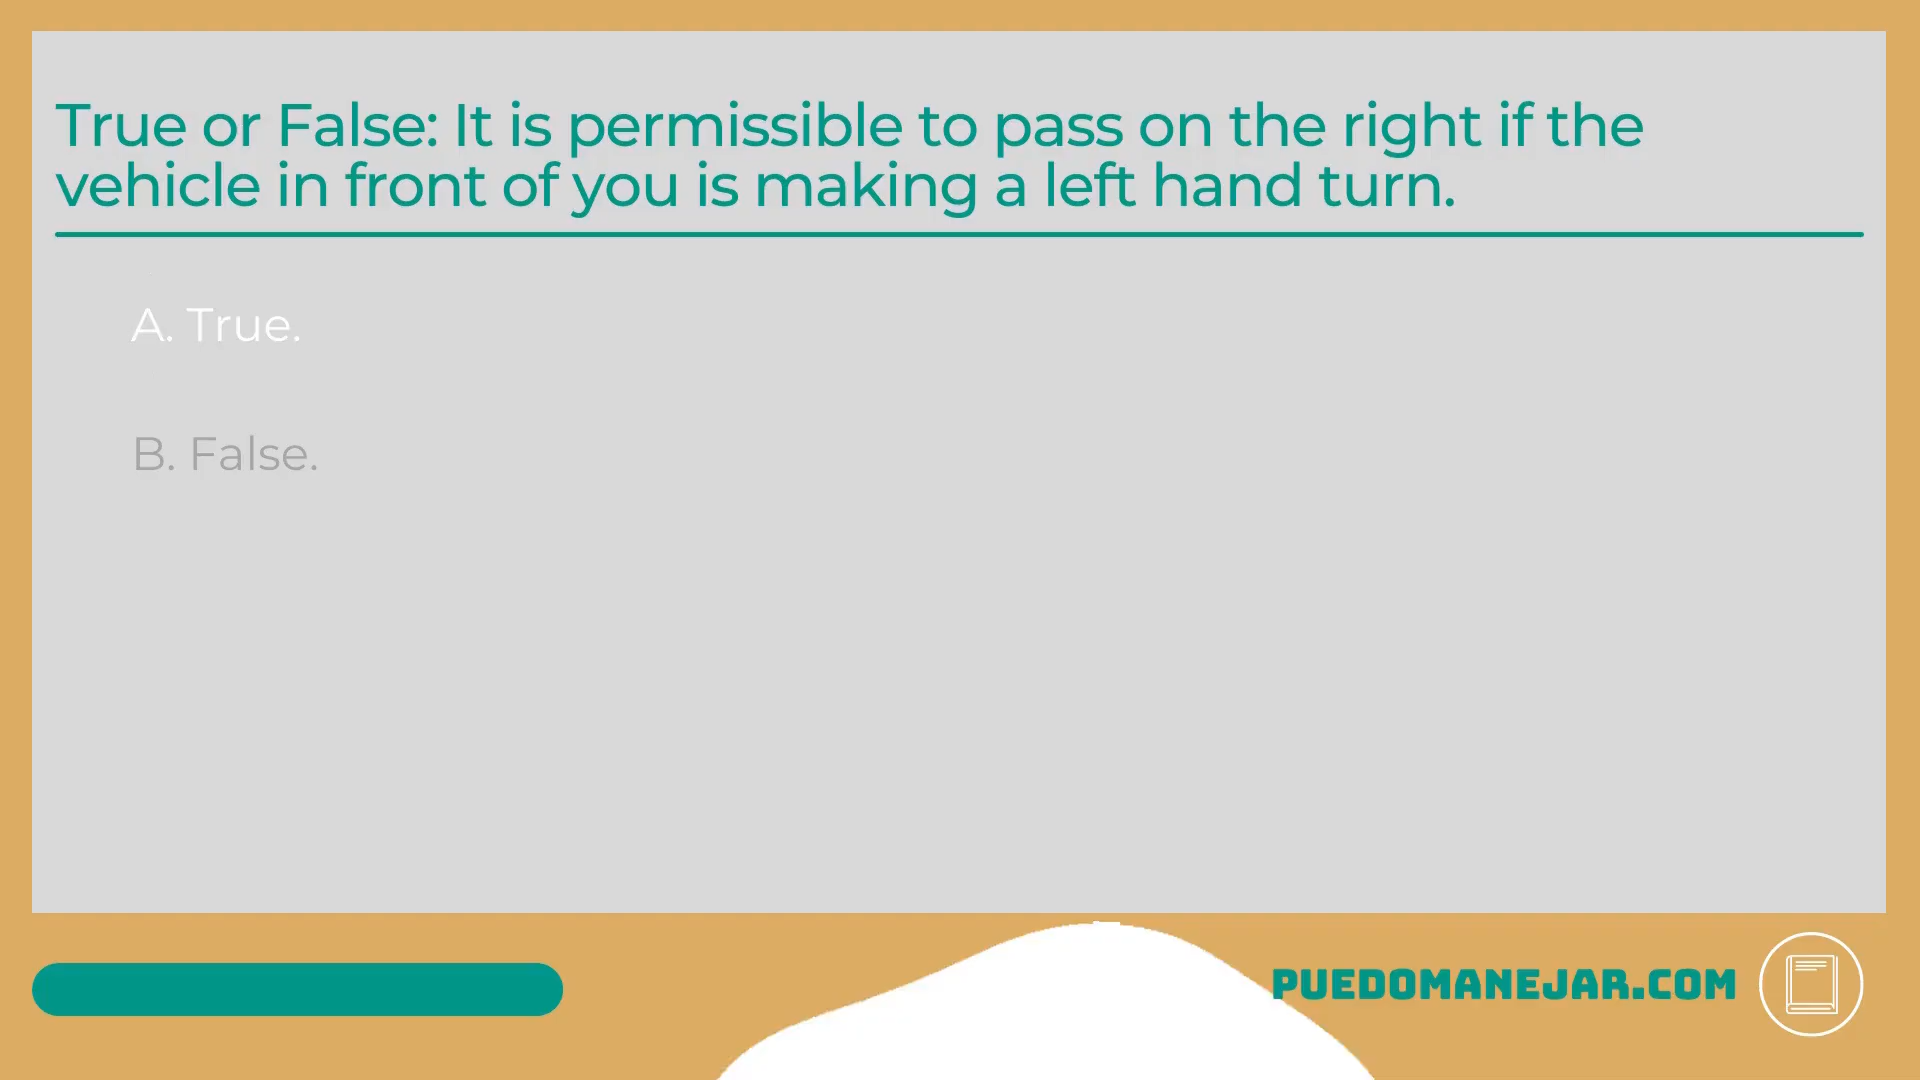 True or False: It is permissible to pass on the right if the
vehicle in front of you is making a left hand turn.
A. True.
B. False.
PUEDOMANEJAR.COM